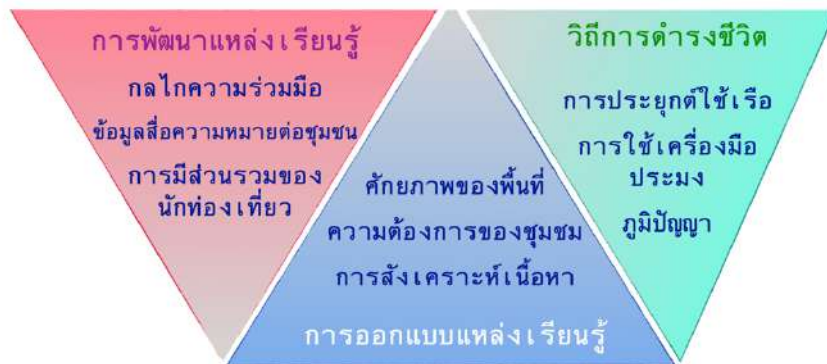 การพัฒนาแหล่งเรียนรู้
กลไกความร่วมมือ
ข้อมูลสื่อความหมายต่อชุมชน
การมีส่วนรวมของ
นักท่องเที่ยว
ศักยภาพของพื้นที่
ความต้องการของชุมชม
การสังเคราะห์เนื้อหา
การออกแบบแหล่งเรียนรู้
วิถีการดำรงชีวิต
การประยุกต์ใช้เรือ
การใช้เครื่องมือ
ประมง
ภูมิปัญญา